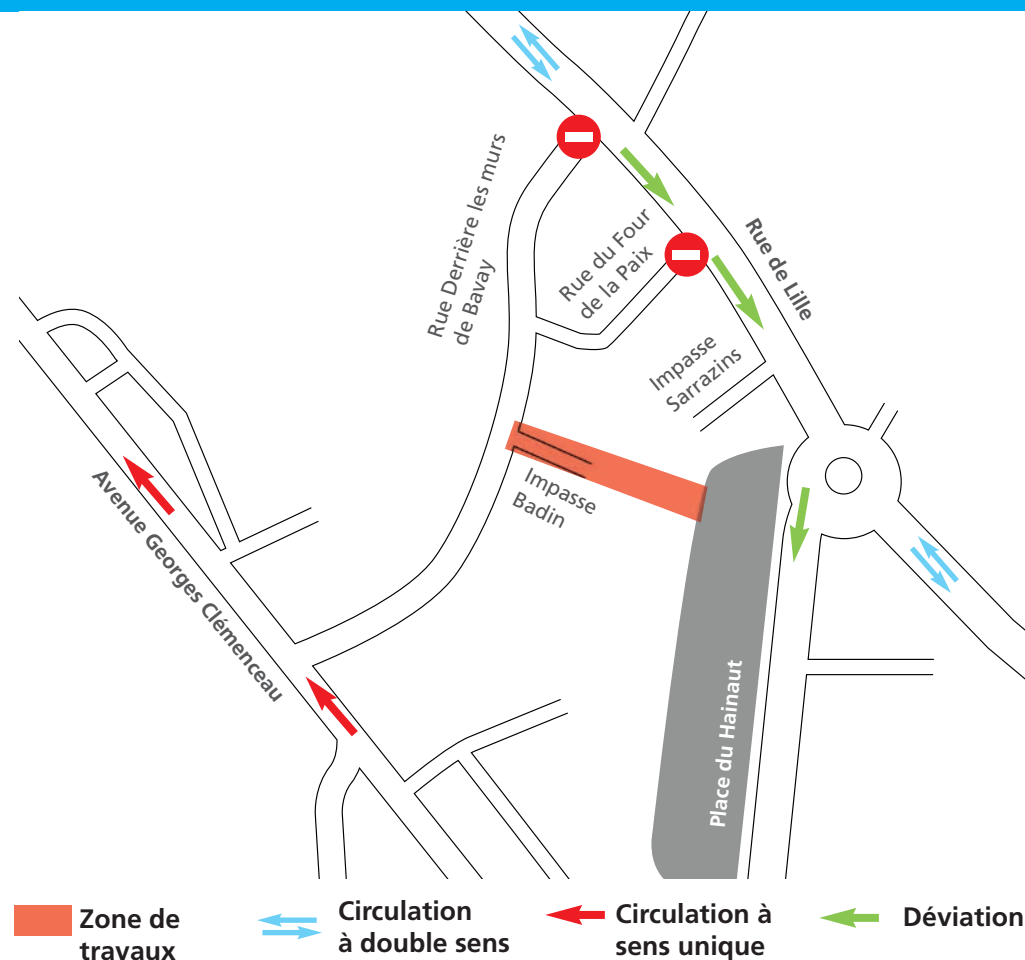 Rue Derrière les murs
de Bavay
Rue du Four
de la Paix
Rue de Lille
Impasse
Sarrazins
Impasse
Badin
Avenue Georges Clémenceau
Place du Hainaut
Zone de
travaux
Circulation
à double sens
Circulation à
sens unique
Déviation